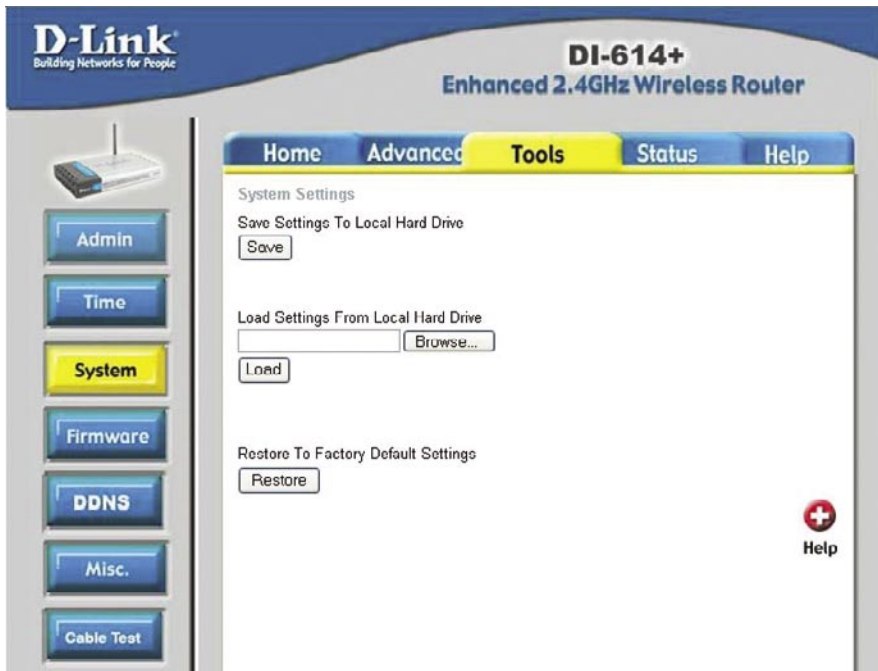 D-Link
Building Networks for People
DI-614+
Enhanced 2.4GHz Wireless Router
Home Advanced Tools Status Help
System Settings
Save Settings To Local Hard Drive
Save
Load Settings From Local Hard Drive
Browse...
Load
Restore To Factory Default Settings
Restore
Help
Admin
Time
System
Firmware
DDNS
Misc.
Cable Test